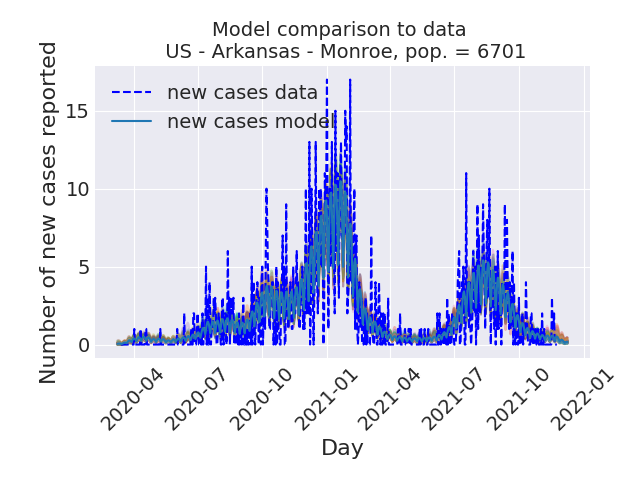 Model comparison to data
US - Arkansas - Monroe, pop. = 6701
Number of new cases reported
15
10
5
0
new cases data
new cases model
2020-04
2020-07
2020-10
2021-01
2021-04
2021-07
2021-10
2022-01
Day